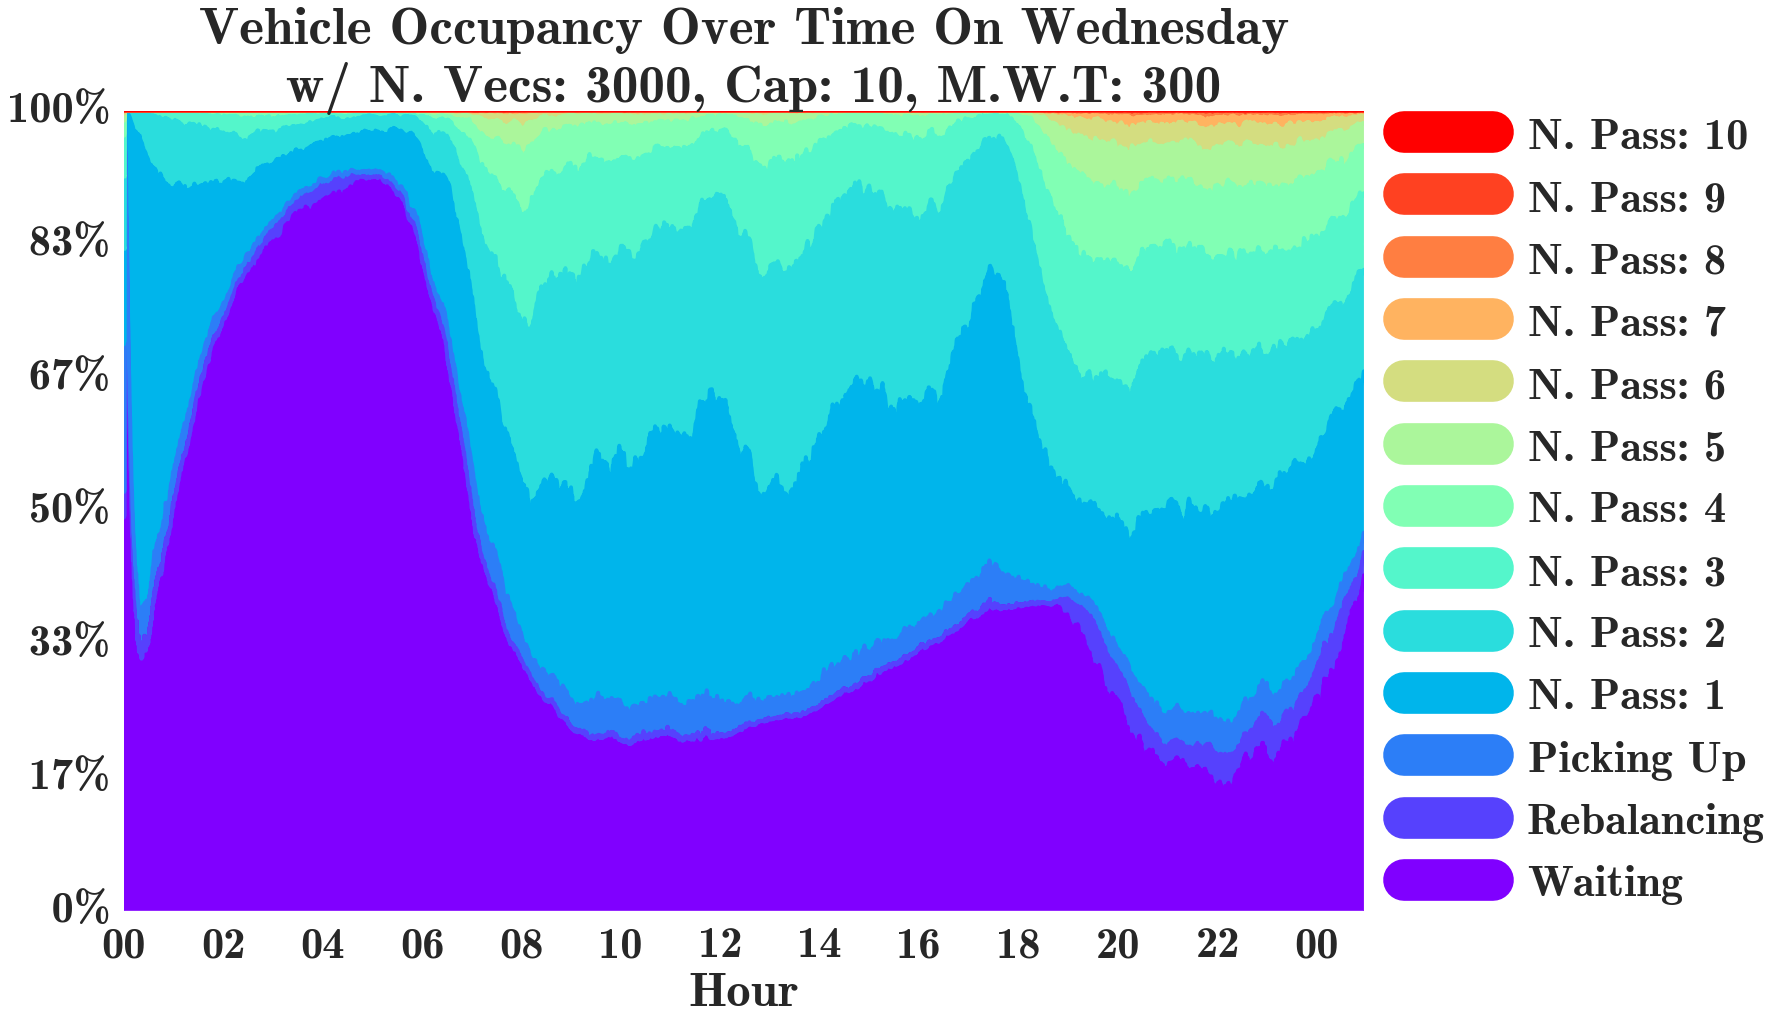 Vehicle Occupancy Over Time On Wednesday
w/ N. Vecs: 3000, Cap: 10, M.W.T: 300
100%
83%
67%
50%
33%
17%
0%
00 02 04 06 08 10 12 14 16 18 20 22 00
Hour
N. Pass: 10
N. Pass: 9
N. Pass: 8
N. Pass: 7
N. Pass: 6
N. Pass: 5
N. Pass: 4
N. Pass: 3
N. Pass: 2
N. Pass: 1
Picking Up
Rebalancing
Waiting